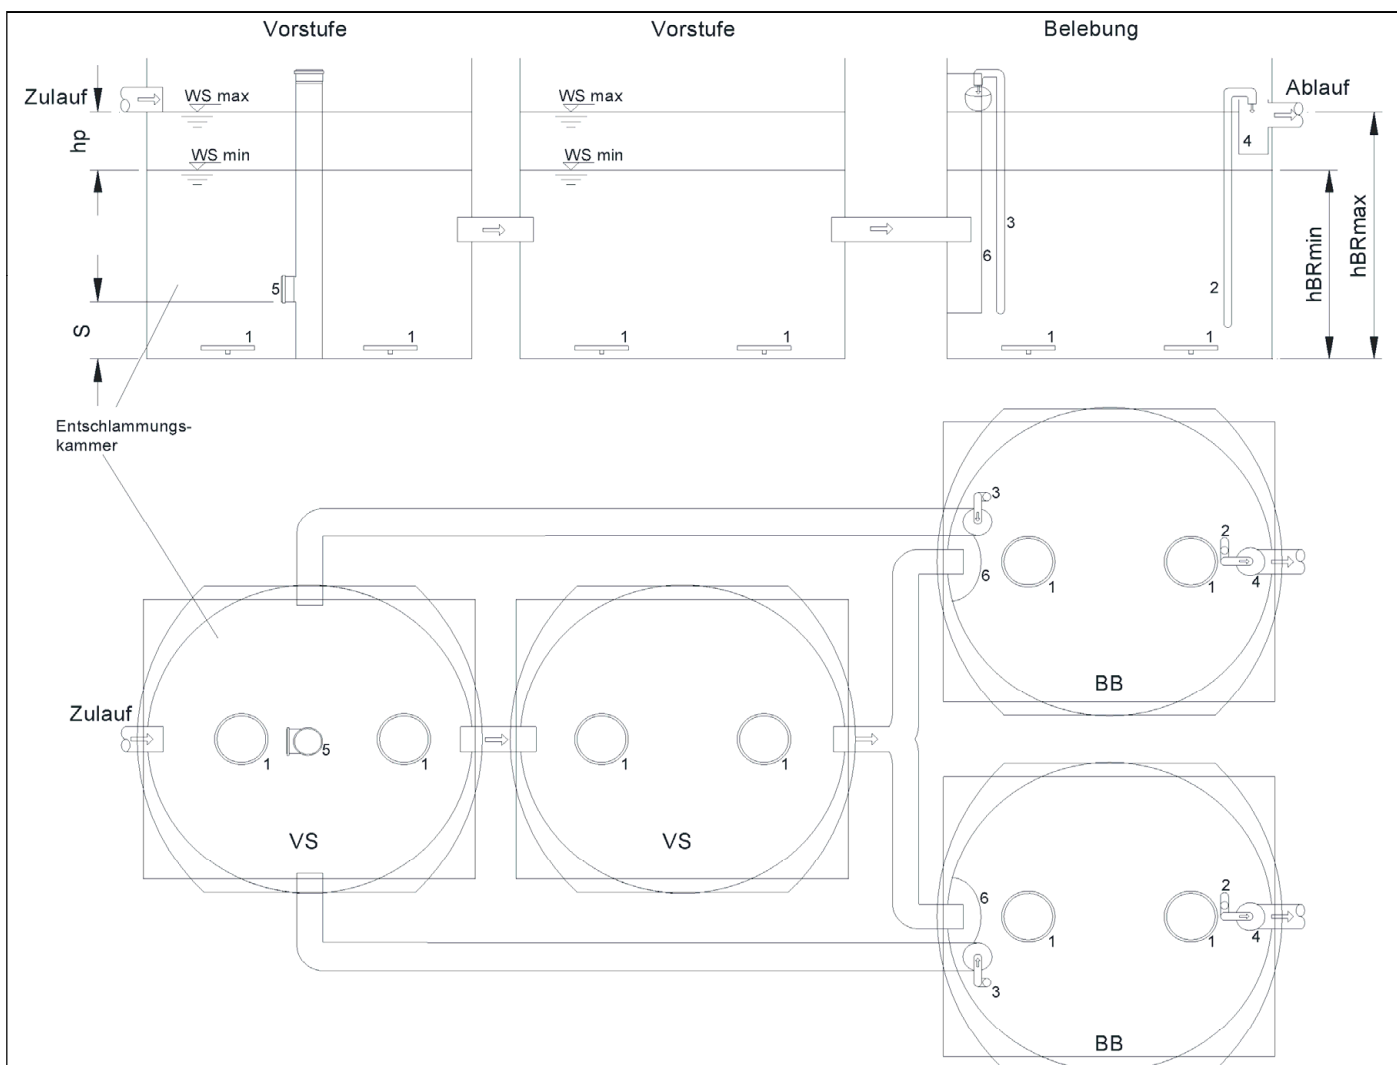 Vorstufe
Vorstufe
Belebung
Zulauf
WS max
WS max
Ablauf
hp
4
WS min
WS min
3
6
hBRmin
hBRmax
5
2
S
1
1
1
1
1
1
Entschlammungs-
kammer
3
2
6
1
1
4
BB
Zulauf
1
5
1
1
1
VS
VS
6
2
1
1
4
3
BB